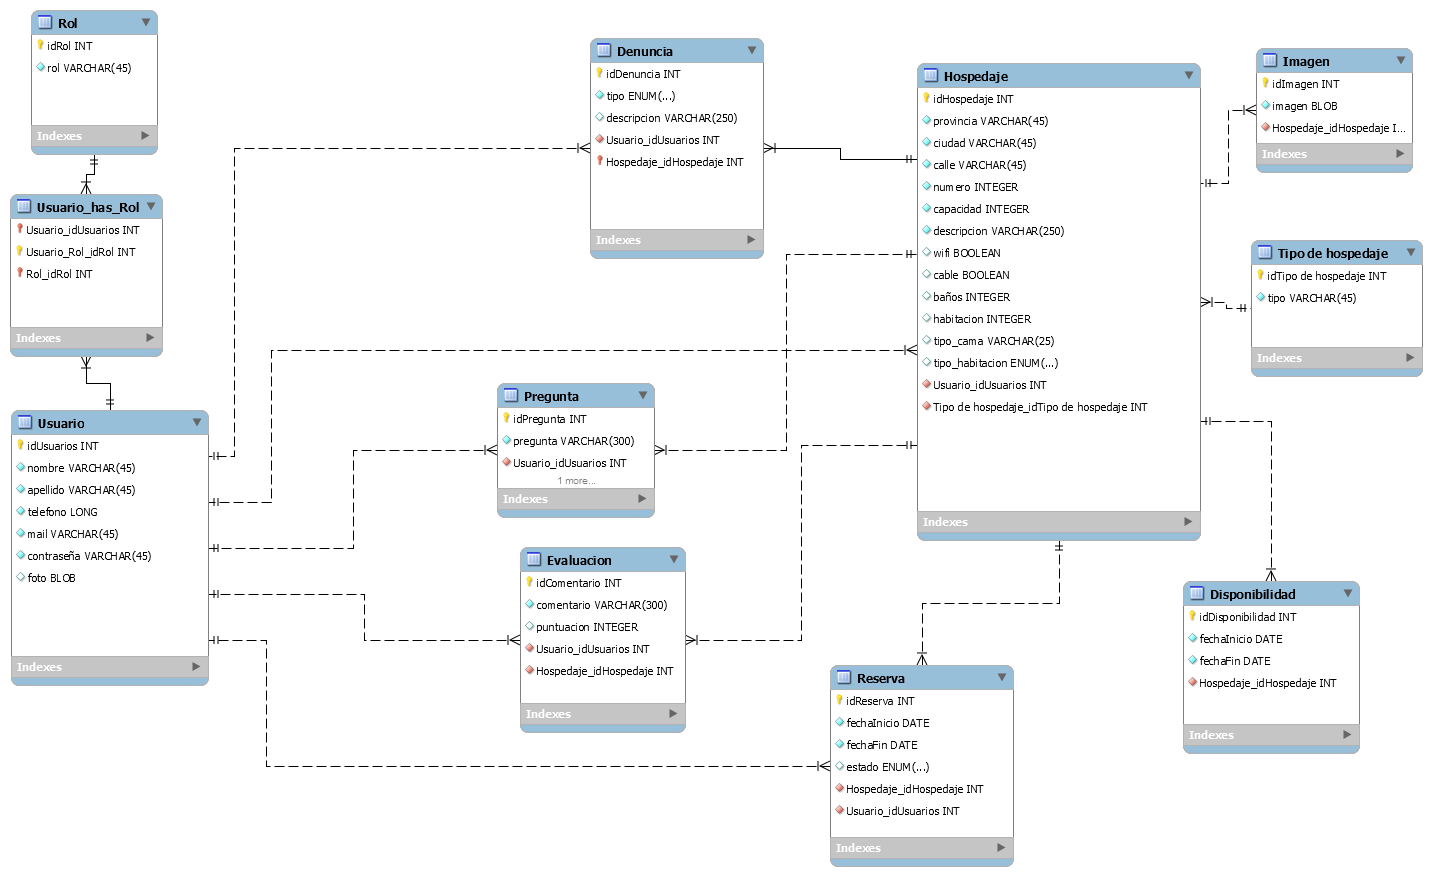 Rol
idRol INT
rol VARCHAR(45)
Indexes
Usuario_has_Rol
Usuario_idUsuarios INT
Usuario_Rol_idRol INT
Rol_idRol INT
Indexes
Usuario
idUsuarios INT
nombre VARCHAR(45)
apellido VARCHAR(45)
telefono LONG
mail VARCHAR(45)
contraseña VARCHAR(45)
foto BLOB
Indexes
Denuncia
idDenuncia INT
tipo ENUM(...)
descripcion VARCHAR(250)
Usuario_idUsuarios INT
Hospedaje_idHospedaje INT
Indexes
Pregunta
idPregunta INT
pregunta VARCHAR(300)
Usuario_idUsuarios INT
1 more...
Indexes
Evaluacion
idComentario INT
comentario VARCHAR(300)
puntuacion INTEGER
Usuario_idUsuarios INT
Hospedaje_idHospedaje INT
Indexes
Hospedaje
idHospedaje INT
provincia VARCHAR(45)
ciudad VARCHAR(45)
calle VARCHAR(45)
numero INTEGER
capacidad INTEGER
descripcion VARCHAR(250)
wifi BOOLEAN
cable BOOLEAN
baños INTEGER
habitacion INTEGER
tipo_cama VARCHAR(25)
tipo_habitacion ENUM(...)
Usuario_idUsuarios INT
Tipo de hospedaje_idTipo de hospedaje INT
Indexes
Reserva
idReserva INT
fechaInicio DATE
fechaFin DATE
estado ENUM(...)
Hospedaje_idHospedaje INT
Usuario_idUsuarios INT
Indexes
Imagen
idImagen INT
imagen BLOB
Hospedaje_idHospedaje I...
Indexes
Tipo de hospedaje
idTipo de hospedaje INT
tipo VARCHAR(45)
Indexes
Disponibilidad
idDisponibilidad INT
fechaInicio DATE
fechaFin DATE
Hospedaje_idHospedaje INT
Indexes